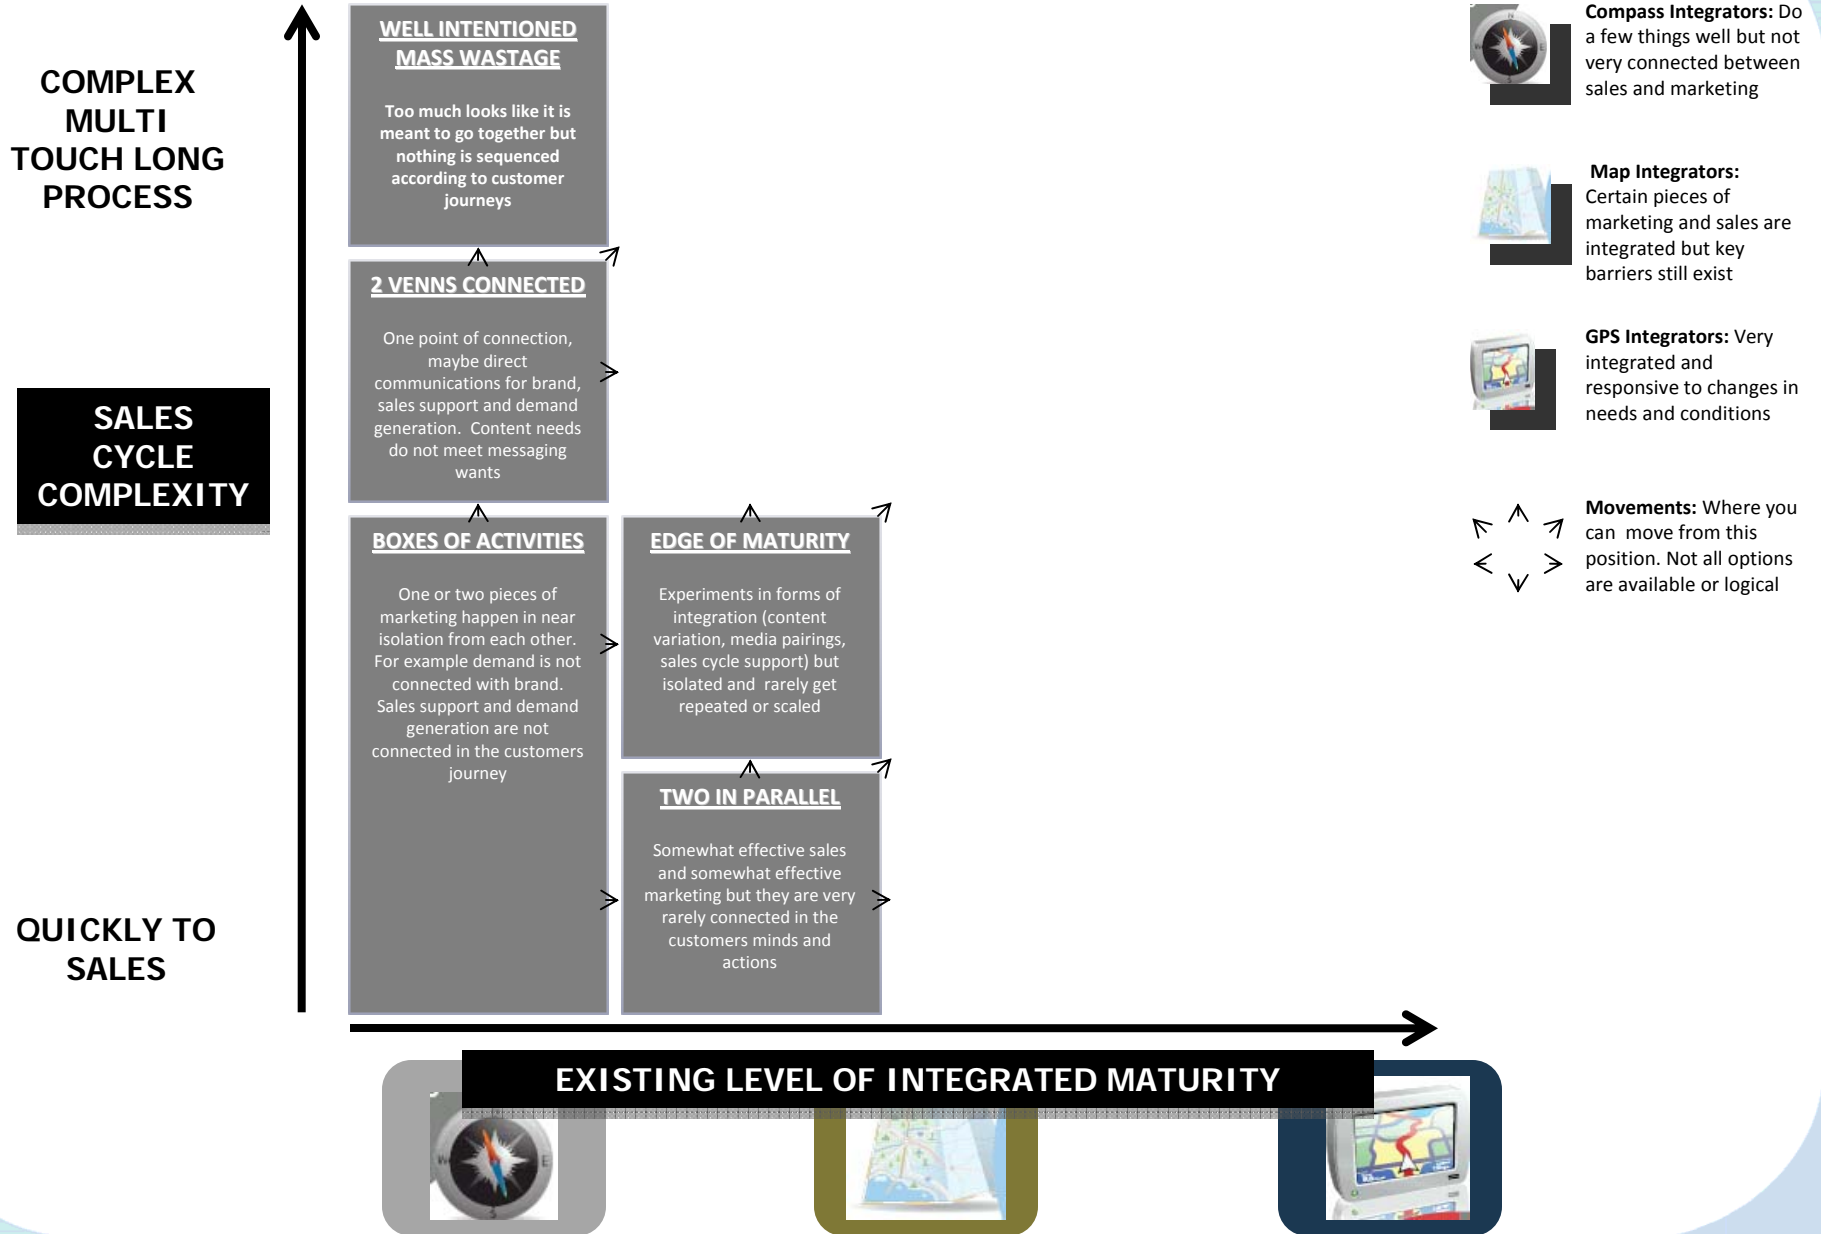 COMPLEX
MULTI
TOUCH LONG
PROCESS
SALES
CYCLE
COMPLEXITY
QUICKLY TO
SALES
WELL INTENTIONED
MASS WASTAGE
Too much looks like it is
meant to go together but
nothing is sequenced
according to customer
journeys
2 VENNS CONNECTED
One point of connection,
maybe direct
communications for brand,
sales support and demand
generation. Content needs
do not meet messaging
wants
BOXES OF ACTIVITIES
One or two pieces of
marketing happen in near
isolation from each other.
For example demand is not
connected with brand.
Sales support and demand
generation are not
connected in the customers
journey
EDGE OF MATURITY
Experiments in forms of
integration (content
variation, media pairings,
sales cycle support) but
isolated and rarely get
repeated or scaled
TWO IN PARALLEL
Somewhat effective sales
and somewhat effective
marketing but they are very
rarely connected in the
customers minds and
actions
EXISTING LEVEL OF INTEGRATED MATURITY
Compass Integrators: Do
a few things well but not
very connected between
sales and marketing
Map Integrators:
Certain pieces of
marketing and sales are
integrated but key
barriers still exist
GPS Integrators: Very
integrated and
responsive to changes in
needs and conditions
Movements: Where you
can move from this
position. Not all options
are available or logical